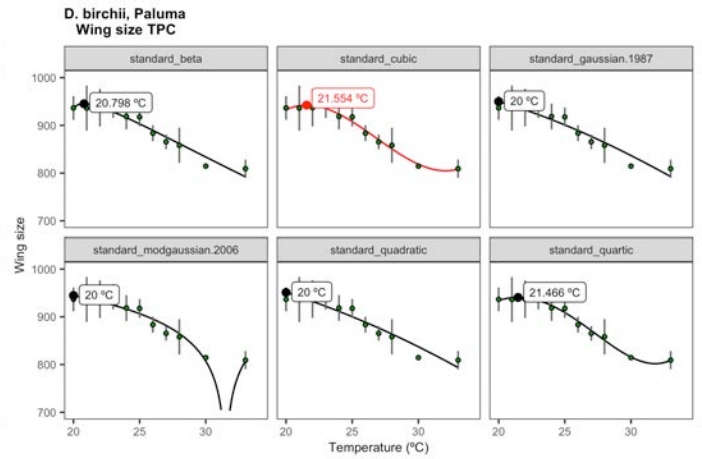 D. birchii, Paluma
Wing size TPC
standard_beta
standard_cubic
standard_gaussian.1987
1000
900
800
700
20.798 ºC
21.554 ºC
20 ºC
Wing size
standard_modgaussian.2006
standard_quadratic
standard_quartic
1000
900
800
700
20 ºC
20 ºC
21.466 ºC
20 25 30 20 25 30 20 25 30
Temperature (ºC)